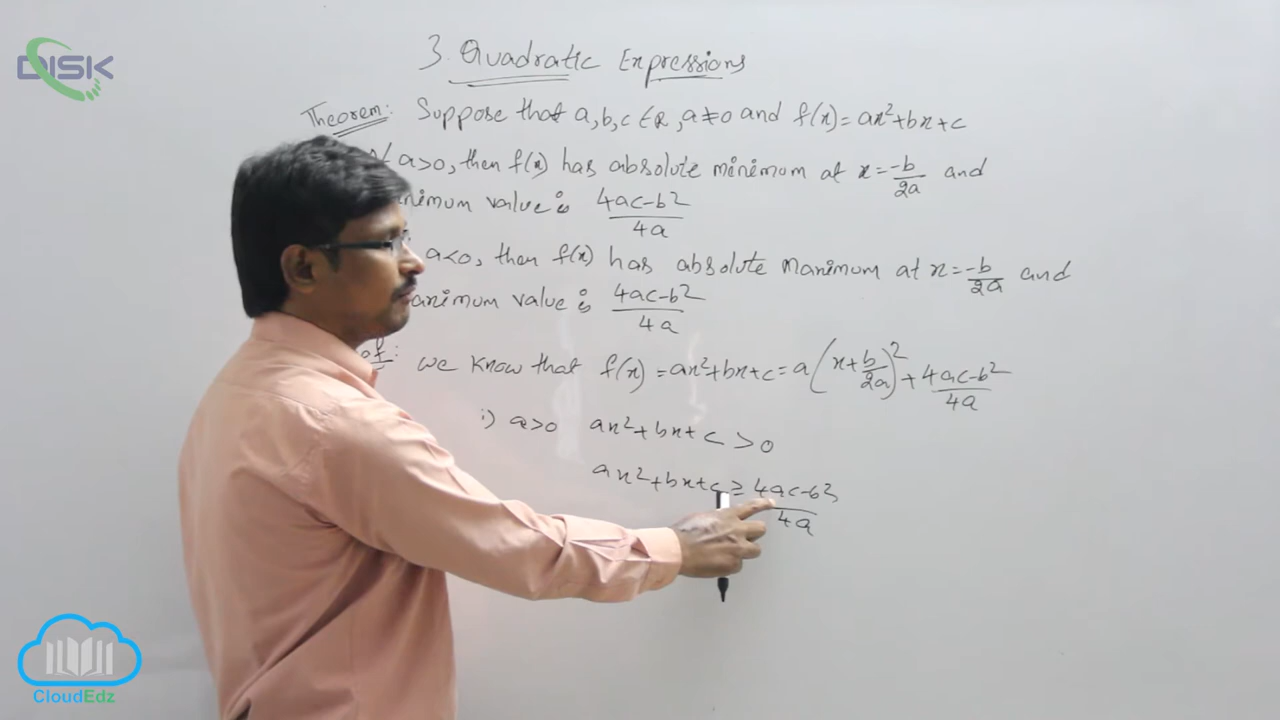 DISK
3. Quadratic Expressions
Theorem: Suppose that a, b, c ∈ R, a ≠ 0 and f(x) = ax²+bx+c
a>0, then f(x) has absolute minimum at x = -b/2a and
value is 4ac-b²/4a
a<0, then f(x) has absolute maximum at x = -b/2a and
value is 4ac-b²/4a
we know that f(x) = ax²+bx+c = a(x+b/2a)² + 4ac-b²/4a
i) a>0 ax²+bx+c > 0
ax²+bx+c ≥ 4ac-b²/4a
CloudEdz